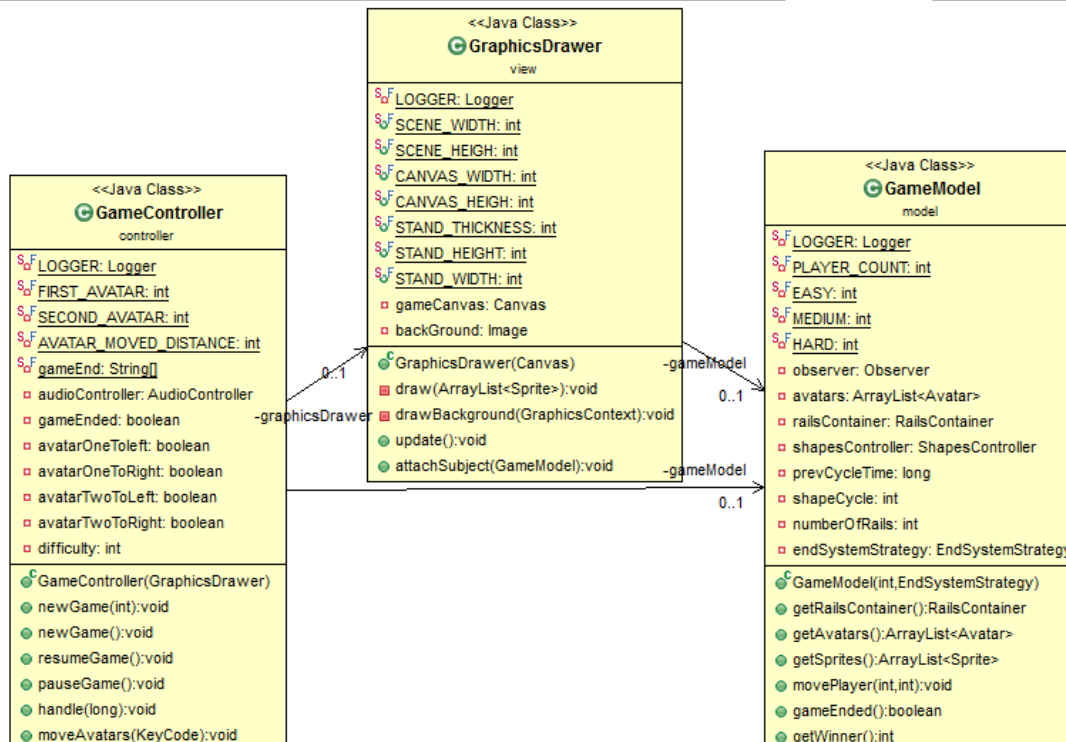 <<Java Class>>
GraphicsDrawer
view
LOGGER: Logger
SCENE_WIDTH: int
SCENE_HEIGH: int
CANVAS_WIDTH: int
CANVAS_HEIGH: int
STAND_THICKNESS: int
STAND_HEIGHT: int
STAND_WIDTH: int
gameCanvas: Canvas
backGround: Image
GraphicsDrawer(Canvas)
draw(ArrayList<Sprite>):void
drawBackground(GraphicsContext):void
update():void
attachSubject(GameModel):void
<<Java Class>>
GameController
controller
LOGGER: Logger
FIRST_AVATAR: int
SECOND_AVATAR: int
AVATAR_MOVED_DISTANCE: int
gameEnd: String[]
audioController: AudioController
gameEnded: boolean
avatarOneToleft: boolean
avatarOneToRight: boolean
avatarTwoToLeft: boolean
avatarTwoToRight: boolean
difficulty: int
GameController(GraphicsDrawer)
newGame(int):void
newGame():void
resumeGame():void
pauseGame():void
handle(long):void
moveAvatars(KeyCode):void
0..1
-graphicsDrawer
-gameModel
0..1
-gameModel
0..1
<<Java Class>>
GameModel
model
LOGGER: Logger
PLAYER_COUNT: int
EASY: int
MEDIUM: int
HARD: int
observer: Observer
avatars: ArrayList<Avatar>
railsContainer: RailsContainer
shapesController: ShapesController
prevCycleTime: long
shapeCycle: int
numberOfRails: int
endSystemStrategy: EndSystemStrategy
GameModel(int,EndSystemStrategy)
getRailsContainer():RailsContainer
getAvatars():ArrayList<Avatar>
getSprites():ArrayList<Sprite>
movePlayer(int,int):void
gameEnded():boolean
getWinner():int